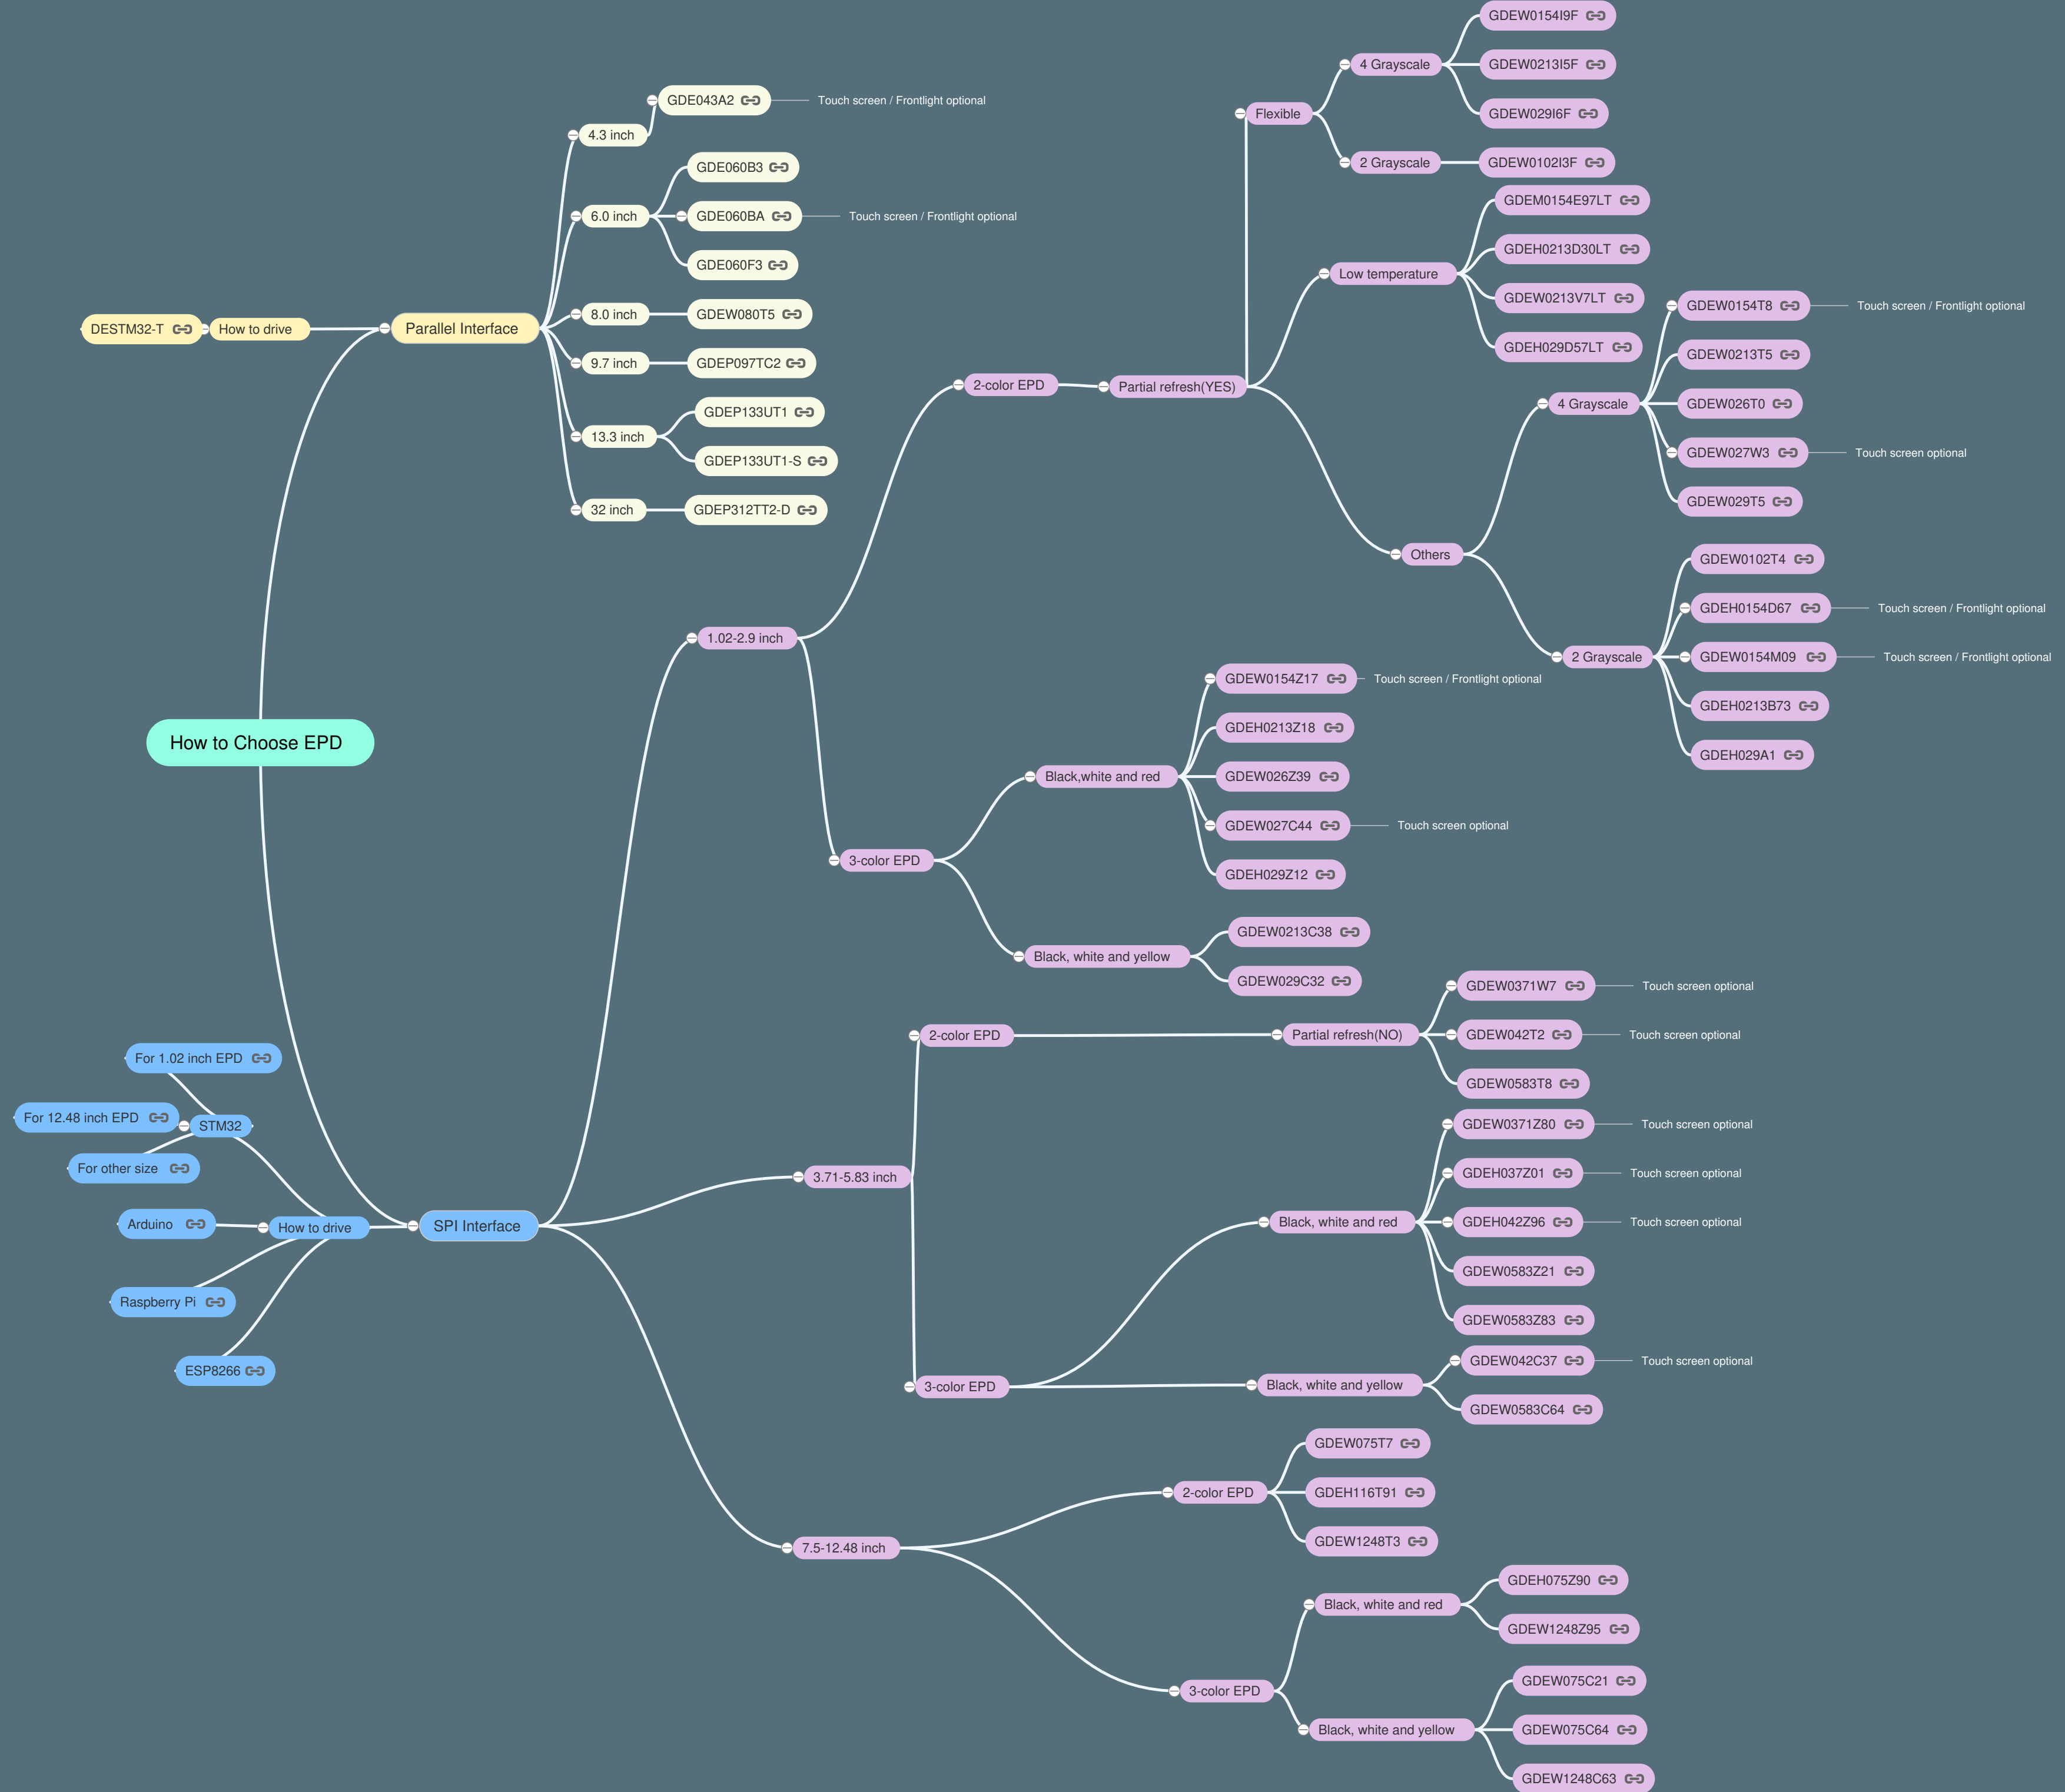 How to Choose EPD
Parallel Interface
How to drive
DESTM32-T
4.3 inch
GDE043A2
Touch screen / Frontlight optional
6.0 inch
GDE060B3
GDE060BA
Touch screen / Frontlight optional
GDE060F3
8.0 inch
GDEW080T5
9.7 inch
GDEP097TC2
13.3 inch
GDEP133UT1
GDEP133UT1-S
32 inch
GDEP312TT2-D
SPI Interface
How to drive
STM32
For 1.02 inch EPD
For 12.48 inch EPD
For other size
Arduino
Raspberry Pi
ESP8266
1.02-2.9 inch
2-color EPD
Partial refresh(YES)
Flexible
4 Grayscale
GDEW0154I9F
GDEW0213I5F
GDEW029I6F
2 Grayscale
GDEW0102I3F
Low temperature
GDEM0154E97LT
GDEH0213D30LT
GDEW0213V7LT
GDEH029D57LT
Others
4 Grayscale
GDEW0154T8
Touch screen / Frontlight optional
GDEW0213T5
GDEW026T0
GDEW027W3
Touch screen optional
GDEW029T5
2 Grayscale
GDEW0102T4
GDEH0154D67
Touch screen / Frontlight optional
GDEW0154M09
Touch screen / Frontlight optional
GDEH0213B73
GDEH029A1
3-color EPD
Black,white and red
GDEW0154Z17
Touch screen / Frontlight optional
GDEH0213Z18
GDEW026Z39
GDEW027C44
Touch screen optional
GDEH029Z12
Black, white and yellow
GDEW0213C38
GDEW029C32
3.71-5.83 inch
2-color EPD
Partial refresh(NO)
GDEW0371W7
Touch screen optional
GDEW042T2
Touch screen optional
GDEW0583T8
3-color EPD
Black, white and red
GDEW0371Z80
Touch screen optional
GDEH037Z01
Touch screen optional
GDEH042Z96
Touch screen optional
GDEW0583Z21
GDEW0583Z83
Black, white and yellow
GDEW042C37
Touch screen optional
GDEW0583C64
7.5-12.48 inch
2-color EPD
GDEW075T7
GDEH116T91
GDEW1248T3
3-color EPD
Black, white and red
GDEH075Z90
GDEW1248Z95
Black, white and yellow
GDEW075C21
GDEW075C64
GDEW1248C63